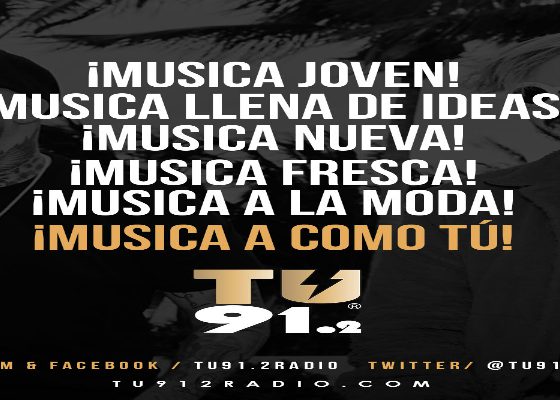 ¡MUSICA JOVEN!
MUSICA LLENA DE IDEAS
¡MUSICA NUEVA!
¡MUSICA FRESCA!
¡MUSICA A LA MODA!
¡MUSICA A COMO TÚ!
TU
®
91.2
M & FACEBOOK / TU91.2RADIO TWITTER/ @TU91
TU912RADIO.COM